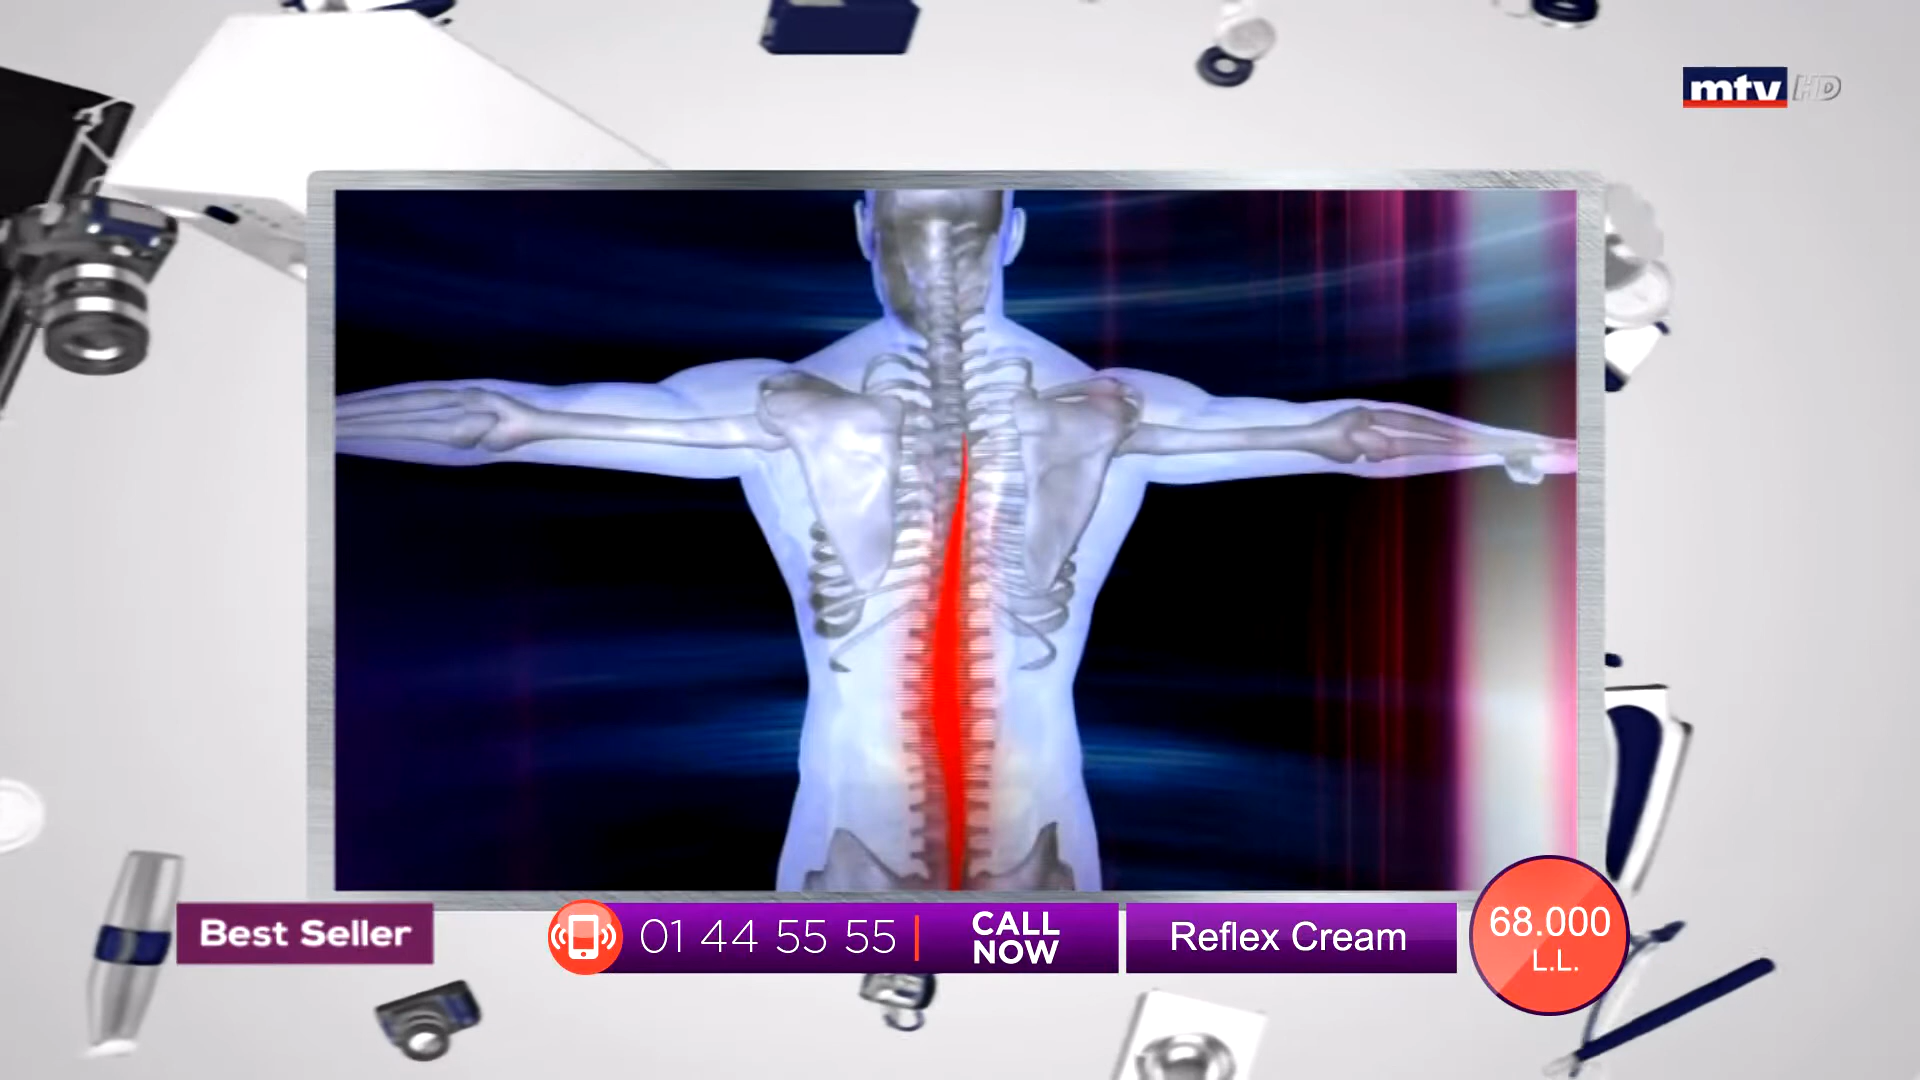 mtv HD
Best Seller
01 44 55 55
CALL
NOW
Reflex Cream
68.000
L.L.